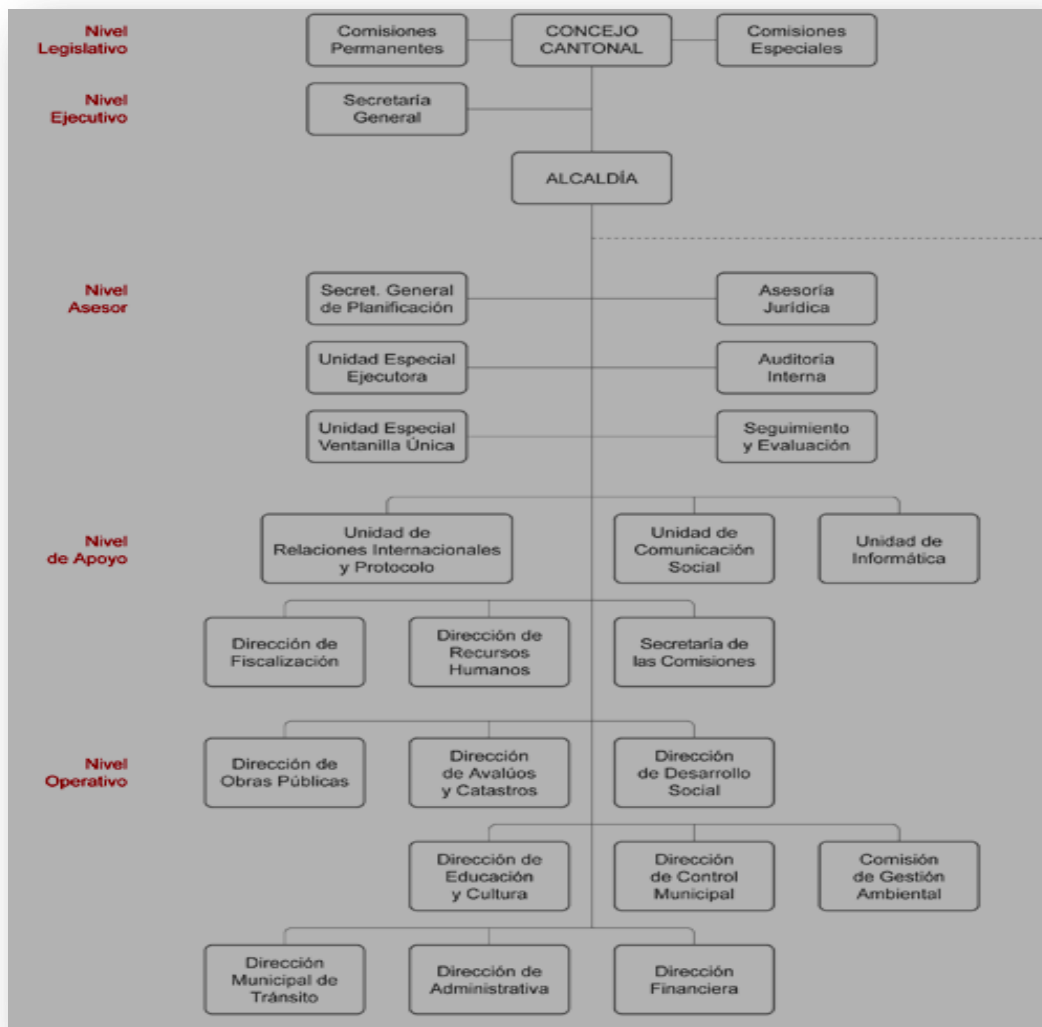 Nivel
Legislativo
Comisiones
Permanentes
CONCEJO
CANTONAL
Comisiones
Especiales
Nivel
Ejecutivo
Secretaría
General
ALCALDÍA
Nivel
Asesor
Secret. General
de Planificación
Asesoría
Jurídica
Unidad Especial
Ejecutora
Auditoría
Interna
Unidad Especial
Ventanilla Única
Seguimiento
y Evaluación
Nivel
de Apoyo
Unidad de
Relaciones Internacionales
y Protocolo
Unidad de
Comunicación
Social
Unidad de
Informática
Dirección de
Fiscalización
Dirección de
Recursos
Humanos
Secretaría de
las Comisiones
Nivel
Operativo
Dirección de
Obras Públicas
Dirección
de Avalúos
y Catastros
Dirección
de Desarrollo
Social
Dirección de
Educación
y Cultura
Dirección
de Control
Municipal
Comisión
de Gestión
Ambiental
Dirección
Municipal de
Tránsito
Dirección de
Administrativa
Dirección
Financiera